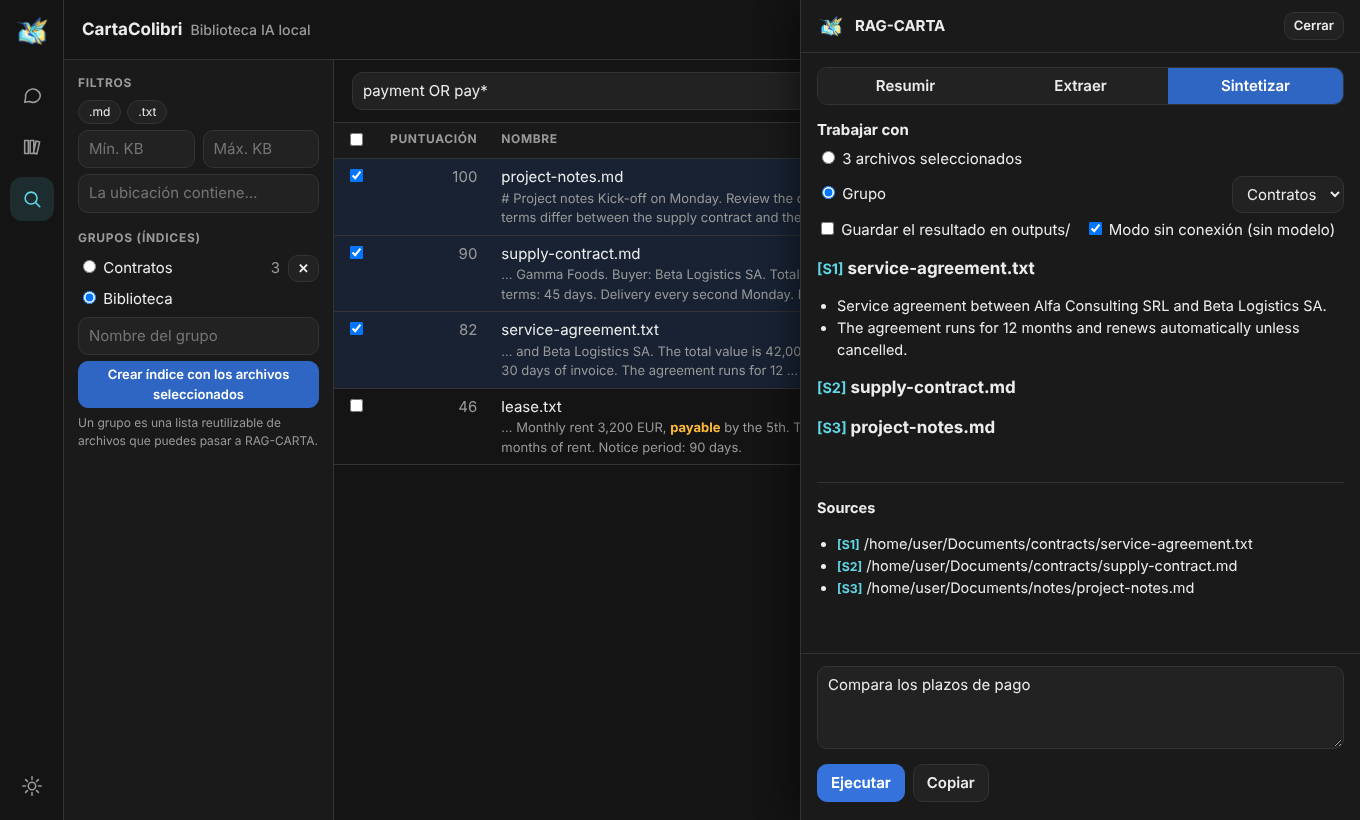 CartaColibri Biblioteca IA local
FILTROS
.md .txt
Mín. KB Máx. KB
La ubicación contiene...
GRUPOS (ÍNDICES)
Contratos 3 ×
Biblioteca
Nombre del grupo
Crear índice con los archivos
seleccionados
Un grupo es una lista reutilizable de
archivos que puedes pasar a RAG-CARTA.
payment OR pay*
PUNTUACIÓN NOMBRE
100 project-notes.md
# Project notes Kick-off on Monday. Review the
terms differ between the supply contract and the
90 supply-contract.md
... Gamma Foods. Buyer: Beta Logistics SA. Total
terms: 45 days. Delivery every second Monday.
82 service-agreement.txt
... and Beta Logistics SA. The total value is 42,00
30 days of invoice. The agreement runs for 12 ...
46 lease.txt
... Monthly rent 3,200 EUR, payable by the 5th.
months of rent. Notice period: 90 days.
RAG-CARTA
Cerrar
Resumir Extraer Sintetizar
Trabajar con
3 archivos seleccionados
Grupo Contratos
Guardar el resultado en outputs/ Modo sin conexión (sin modelo)
[S1] service-agreement.txt
• Service agreement between Alfa Consulting SRL and Beta Logistics SA.
• The agreement runs for 12 months and renews automatically unless
cancelled.
[S2] supply-contract.md
[S3] project-notes.md
Sources
• [S1] /home/user/Documents/contracts/service-agreement.txt
• [S2] /home/user/Documents/contracts/supply-contract.md
• [S3] /home/user/Documents/notes/project-notes.md
Compara los plazos de pago
Ejecutar Copiar